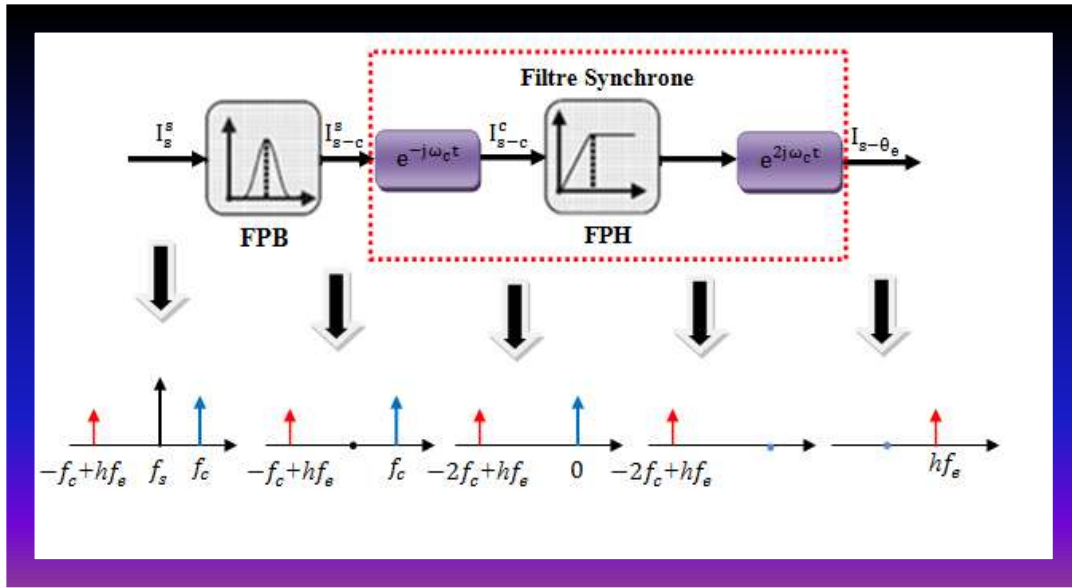 Filtre Synchrone
I_s^s
I_{s-c}^s
e^{-jω_c t}
I_{s-c}^c
e^{2jω_c t}
I_{s-θ_e}
FPB
FPH
-f_c+hf_e f_s f_c
-f_c+hf_e f_c
-2f_c+hf_e 0
-2f_c+hf_e
hf_e